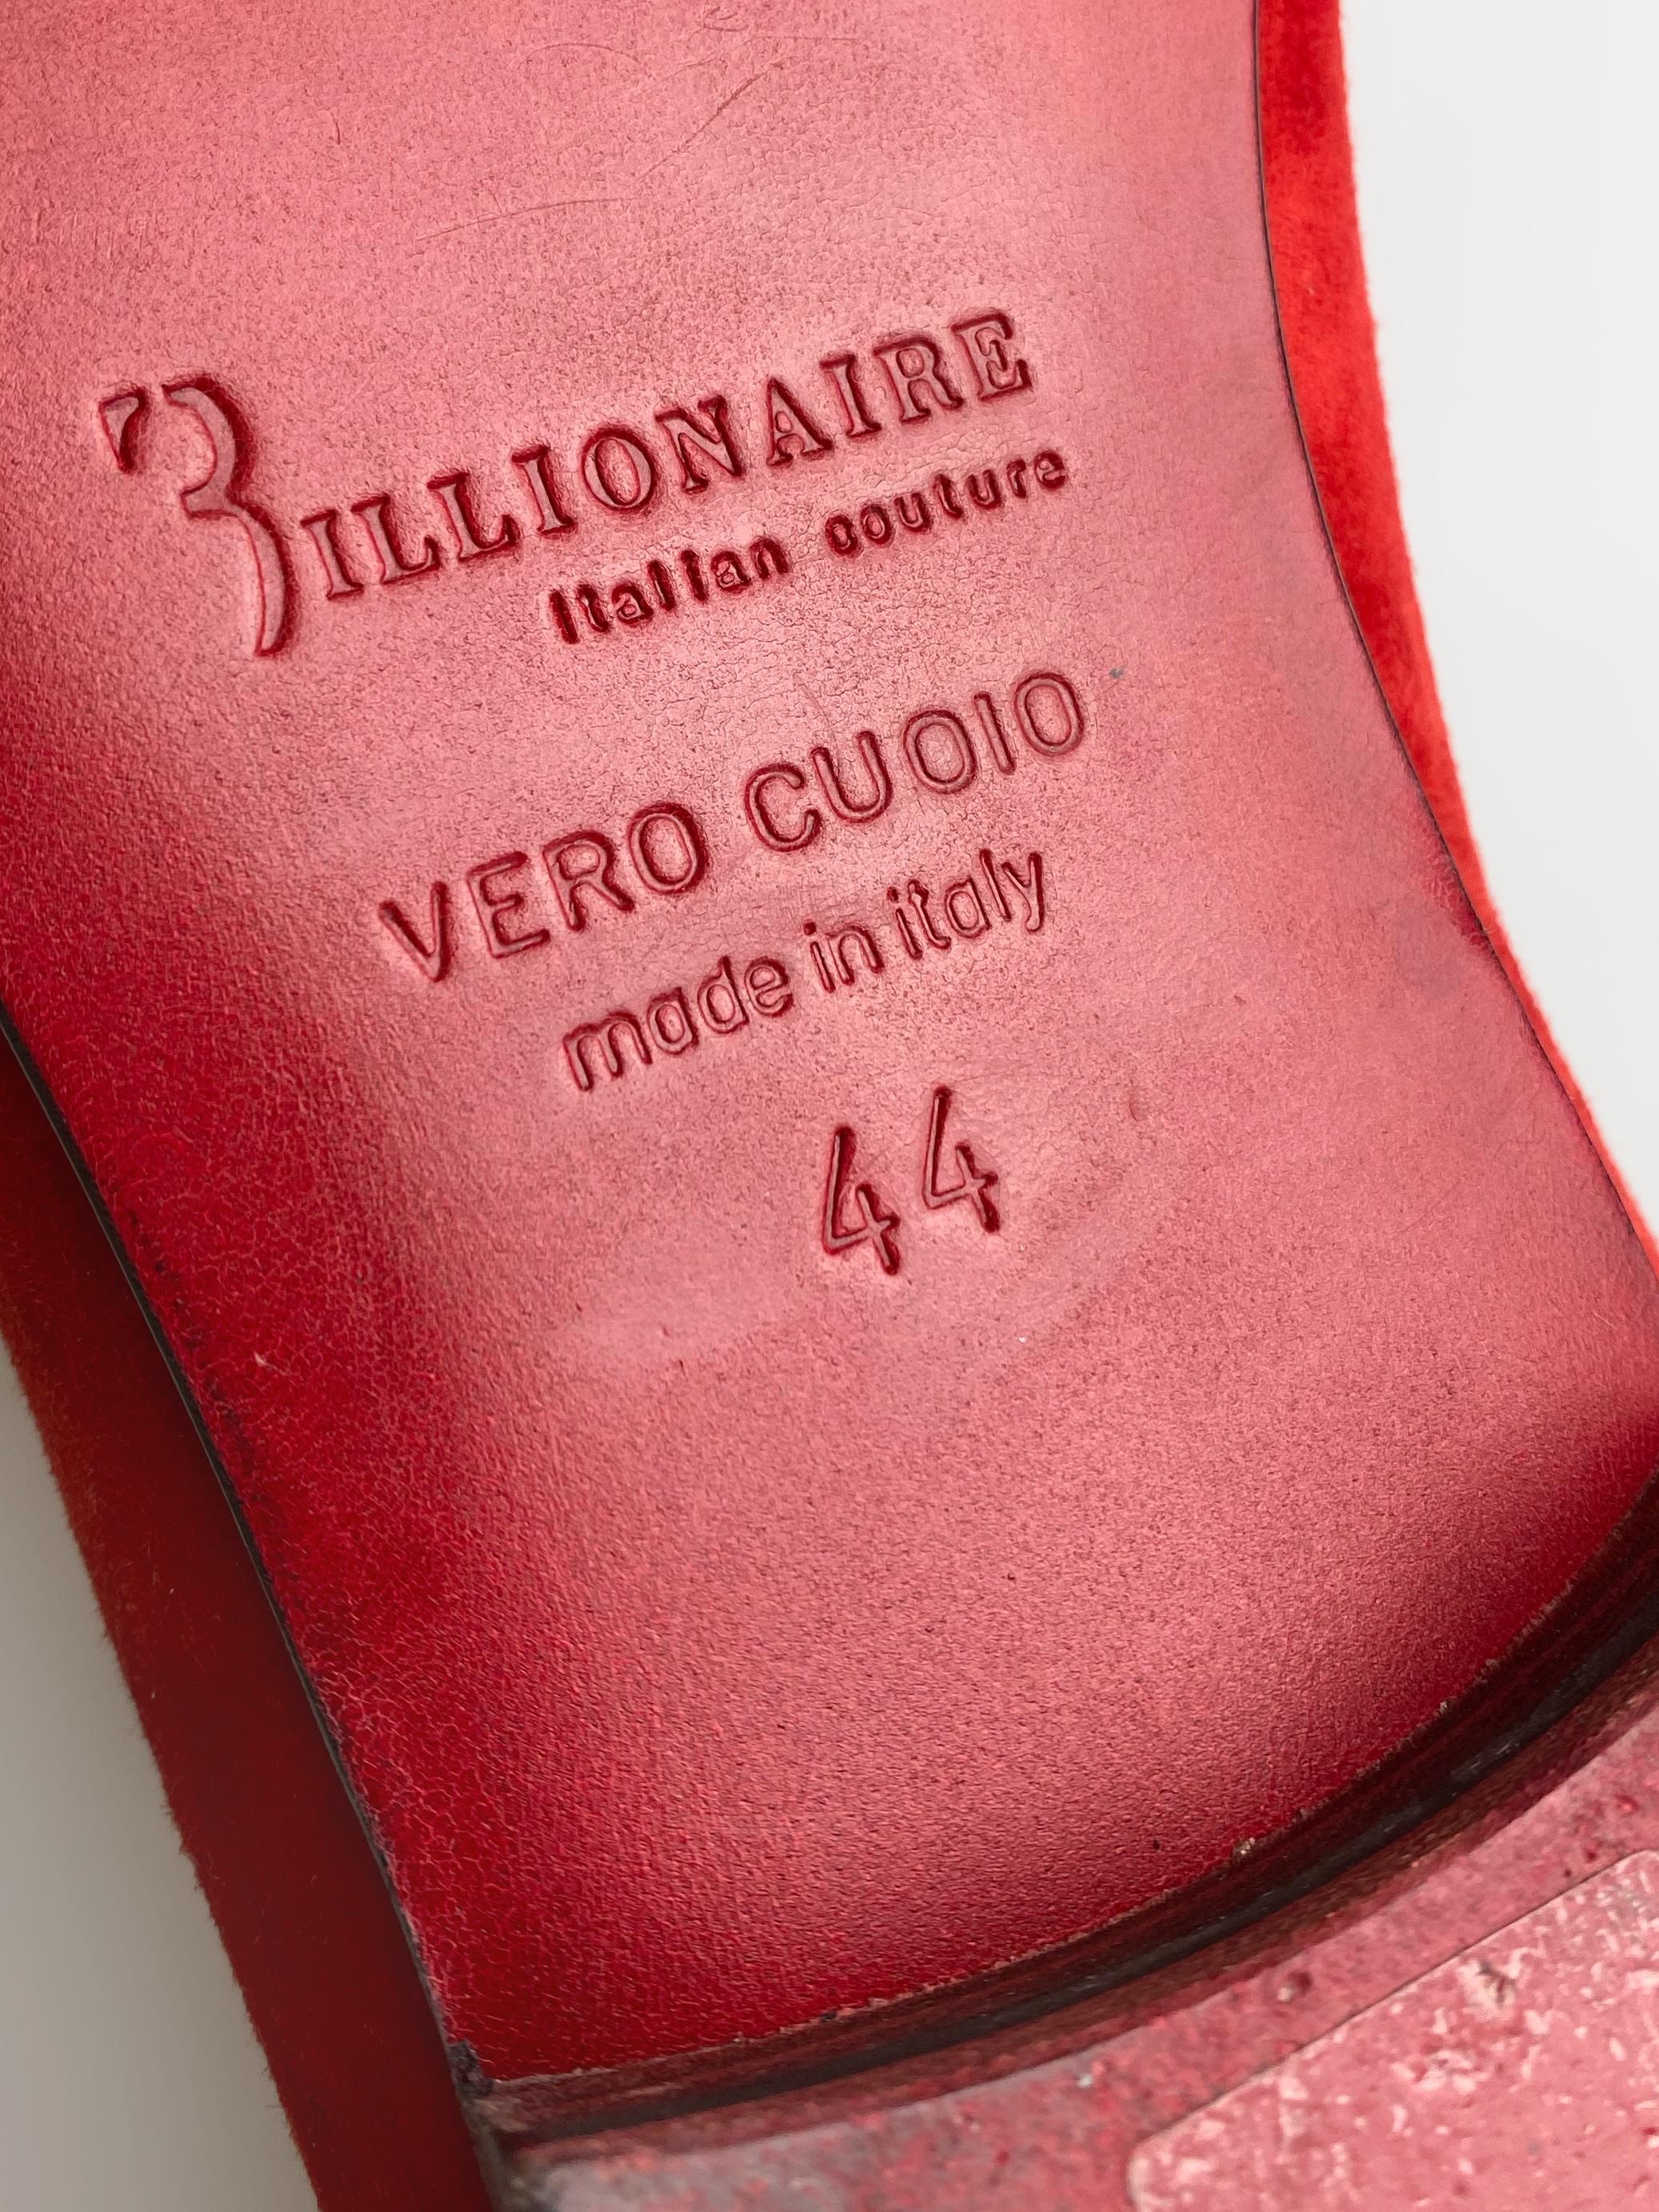 BILLIONAIRE
italian couture
VERO CUOIO
made in italy
44